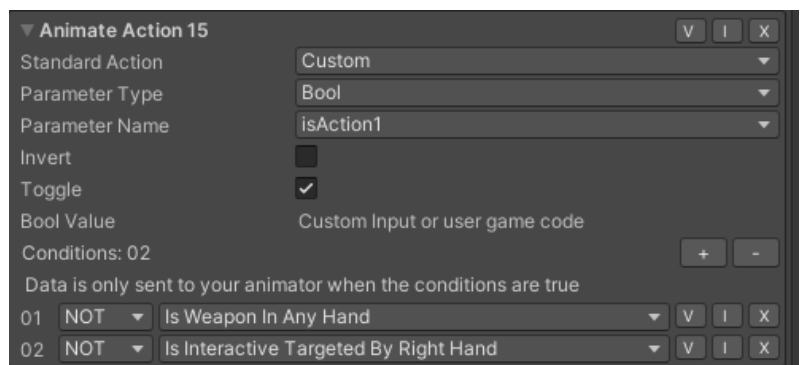 Animate Action 15 V I X
Standard Action Custom
Parameter Type Bool
Parameter Name isAction1
Invert
Toggle
Bool Value Custom Input or user game code
Conditions: 02 + -
Data is only sent to your animator when the conditions are true
01 NOT Is Weapon In Any Hand V I X
02 NOT Is Interactive Targeted By Right Hand V I X